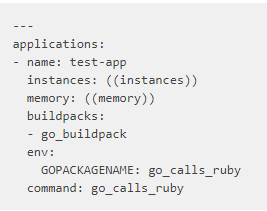 ---
applications:
- name: test-app
  instances: ((instances))
  memory: ((memory))
  buildpacks:
  - go_buildpack
  env:
    GOPACKAGENAME: go_calls_ruby
  command: go_calls_ruby